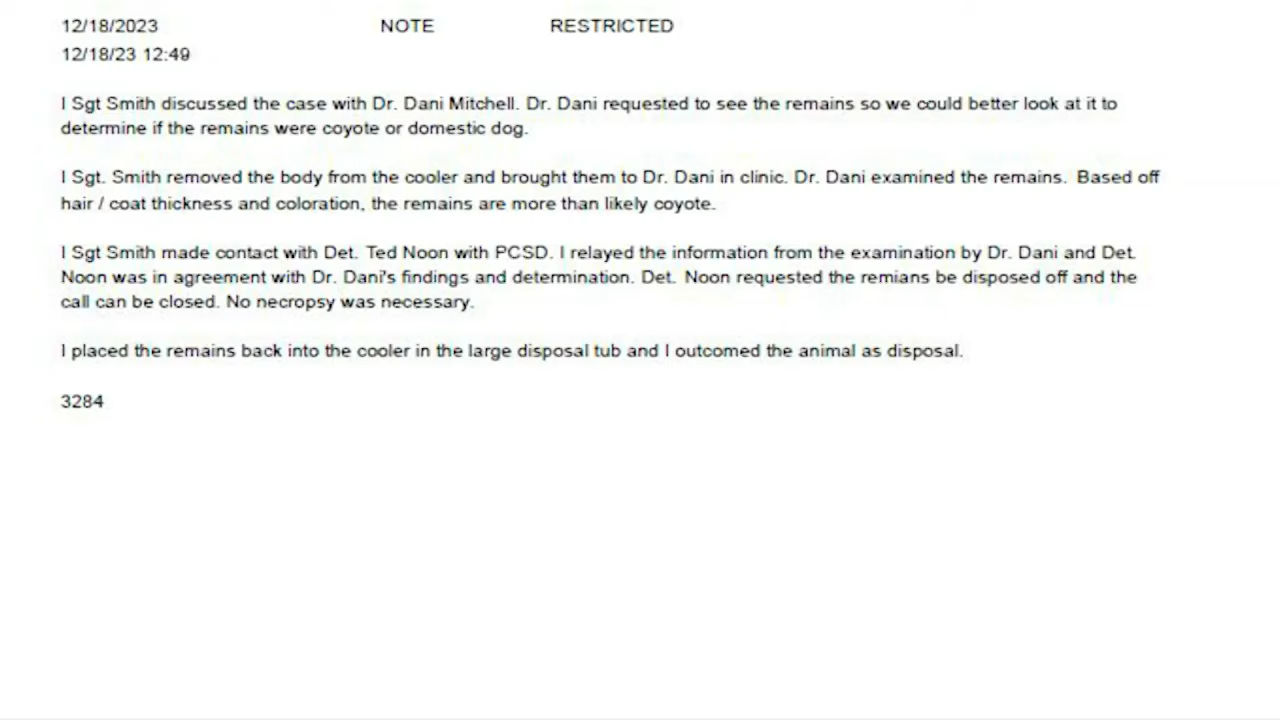 12/18/2023 NOTE RESTRICTED
12/18/23 12:49
I Sgt Smith discussed the case with Dr. Dani Mitchell. Dr. Dani requested to see the remains so we could better look at it to
determine if the remains were coyote or domestic dog.
I Sgt. Smith removed the body from the cooler and brought them to Dr. Dani in clinic. Dr. Dani examined the remains. Based off
hair / coat thickness and coloration, the remains are more than likely coyote.
I Sgt Smith made contact with Det. Ted Noon with PCSD. I relayed the information from the examination by Dr. Dani and Det.
Noon was in agreement with Dr. Dani's findings and determination. Det. Noon requested the remians be disposed off and the
call can be closed. No necropsy was necessary.
I placed the remains back into the cooler in the large disposal tub and I outcomed the animal as disposal.
3284